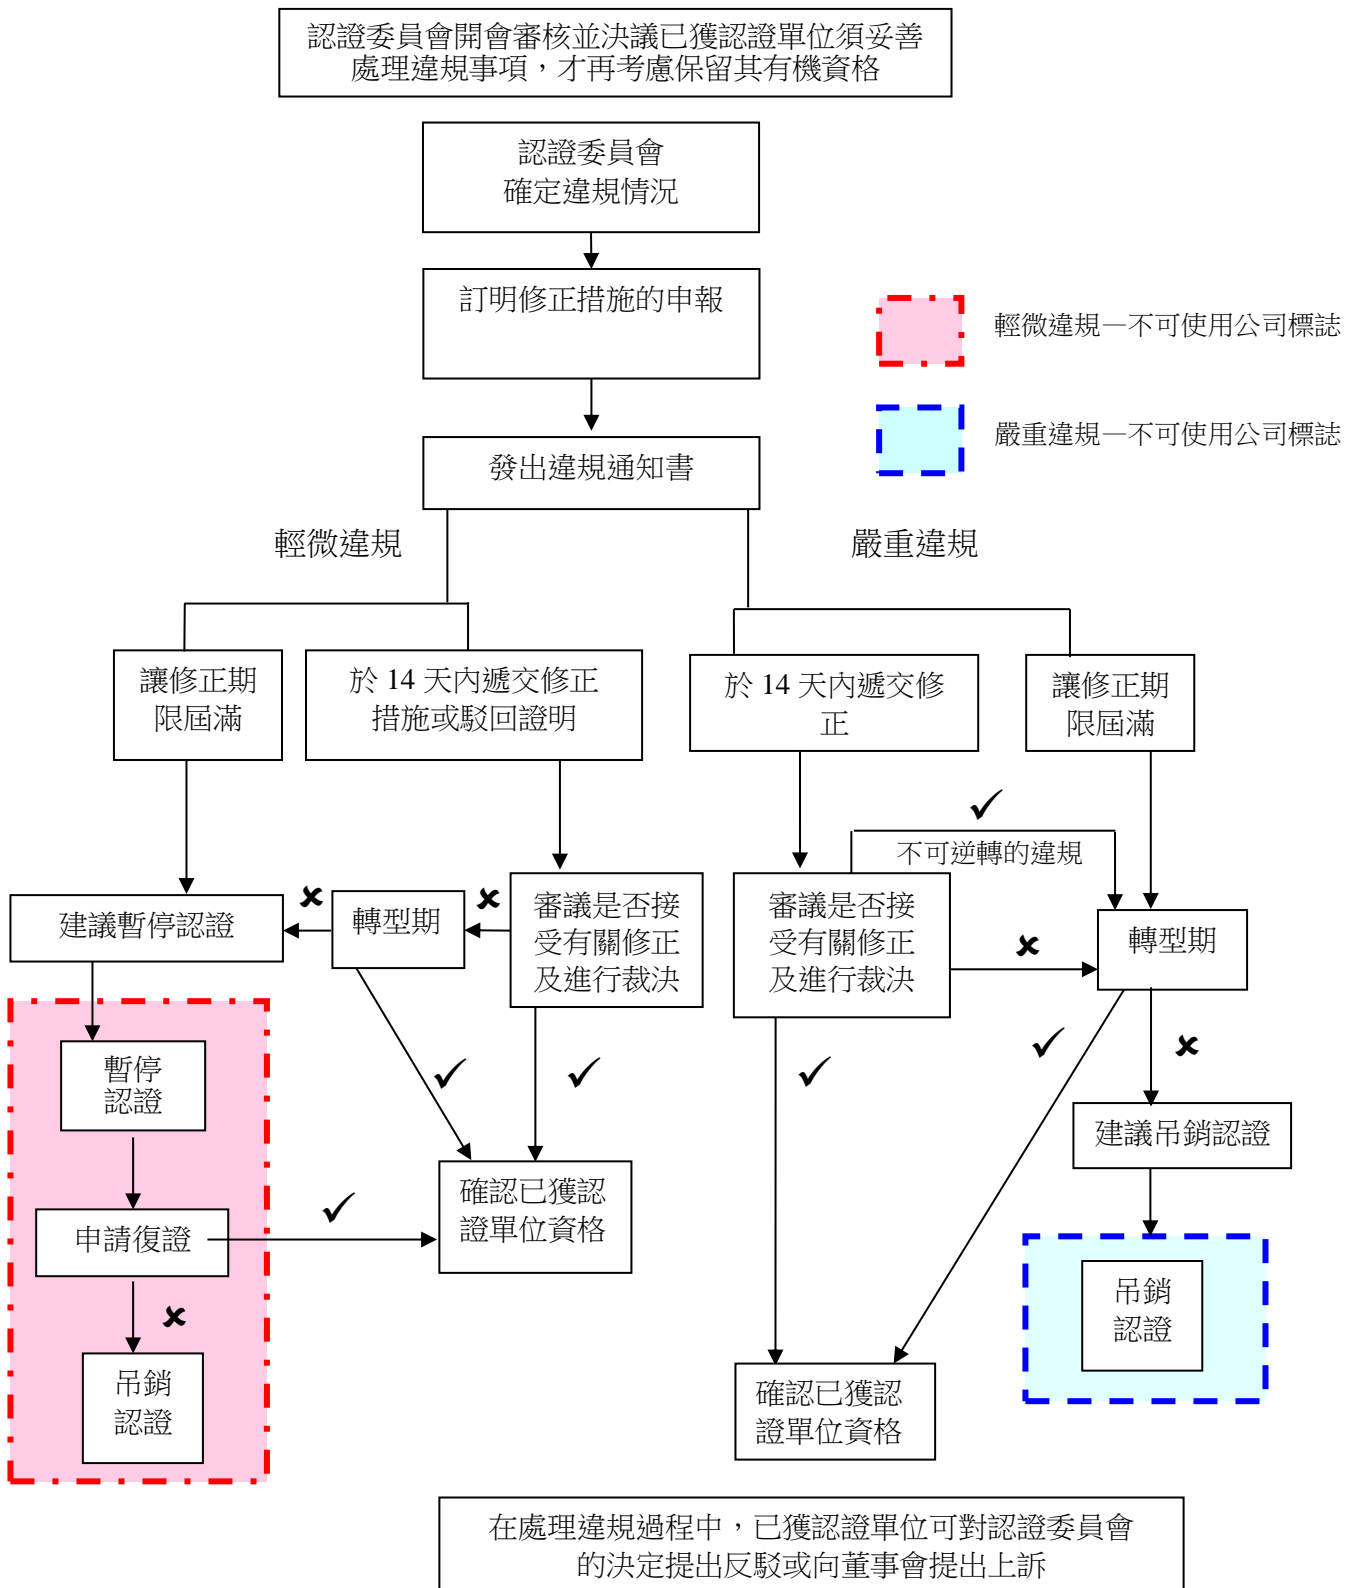 認證委員會開會審核並決議已獲認證單位須妥善
處理違規事項，才再考慮保留其有機資格
認證委員會
確定違規情況
訂明修正措施的申報
輕微違規—不可使用公司標誌
嚴重違規—不可使用公司標誌
發出違規通知書
輕微違規
嚴重違規
讓修正期
限屆滿
於 14 天內遞交修正
措施或駁回證明
於 14 天內遞交修
正
讓修正期
限屆滿
不可逆轉的違規
建議暫停認證
轉型期
審議是否接
受有關修正
及進行裁決
審議是否接
受有關修正
及進行裁決
轉型期
暫停
認證
建議吊銷認證
申請復證
確認已獲認
證單位資格
吊銷
認證
吊銷
認證
確認已獲認
證單位資格
在處理違規過程中，已獲認證單位可對認證委員會
的決定提出反駁或向董事會提出上訴